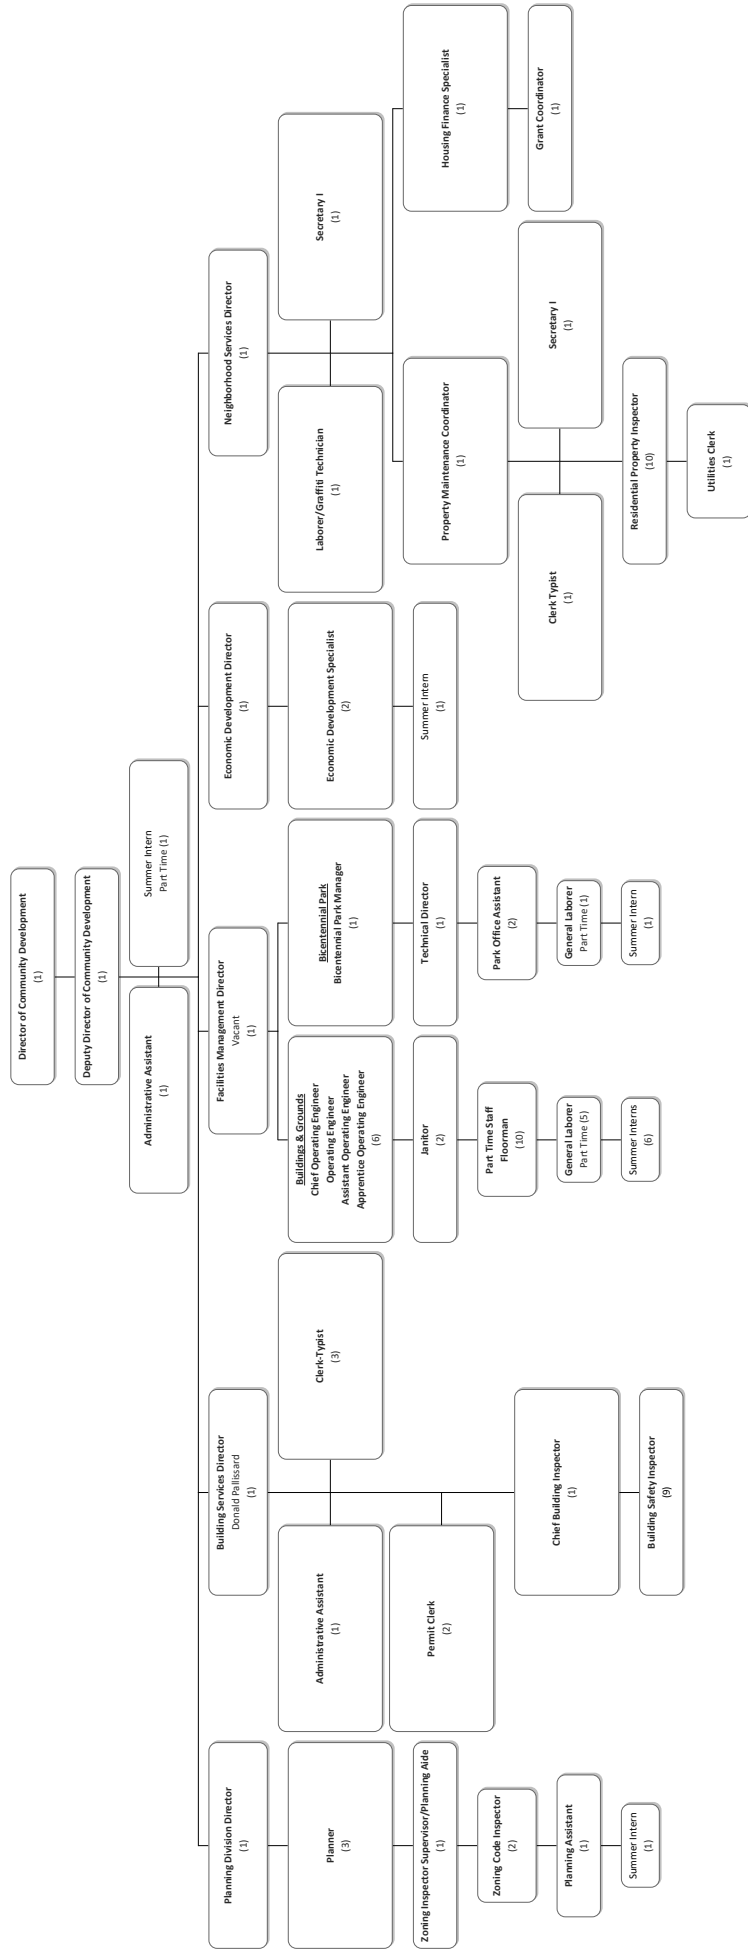 Director of Community Development
(1)
Deputy Director of Community Development
(1)
Administrative Assistant
(1)
Summer Intern
Part Time (1)
Planning Division Director
(1)
Planner
(3)
Zoning Inspector Supervisor/Planning Aide
(1)
Zoning Code Inspector
(2)
Planning Assistant
(1)
Summer Intern
(1)
Building Services Director
Donald Pallissard
(1)
Administrative Assistant
(1)
Clerk-Typist
(3)
Permit Clerk
(2)
Chief Building Inspector
(1)
Building Safety Inspector
(9)
Facilities Management Director
Vacant
(1)
Buildings & Grounds
Chief Operating Engineer
Operating Engineer
Assistant Operating Engineer
Apprentice Operating Engineer
(6)
Janitor
(2)
Part Time Staff
Floorman
(10)
General Laborer
Part Time (5)
Summer Interns
(6)
Bicentennial Park
Bicentennial Park Manager
(1)
Technical Director
(1)
Park Office Assistant
(2)
General Laborer
Part Time (1)
Summer Intern
(1)
Economic Development Director
(1)
Economic Development Specialist
(2)
Summer Intern
(1)
Neighborhood Services Director
(1)
Laborer/Graffiti Technician
(1)
Secretary I
(1)
Property Maintenance Coordinator
(1)
Clerk Typist
(1)
Secretary I
(1)
Residential Property Inspector
(10)
Utilities Clerk
(1)
Housing Finance Specialist
(1)
Grant Coordinator
(1)